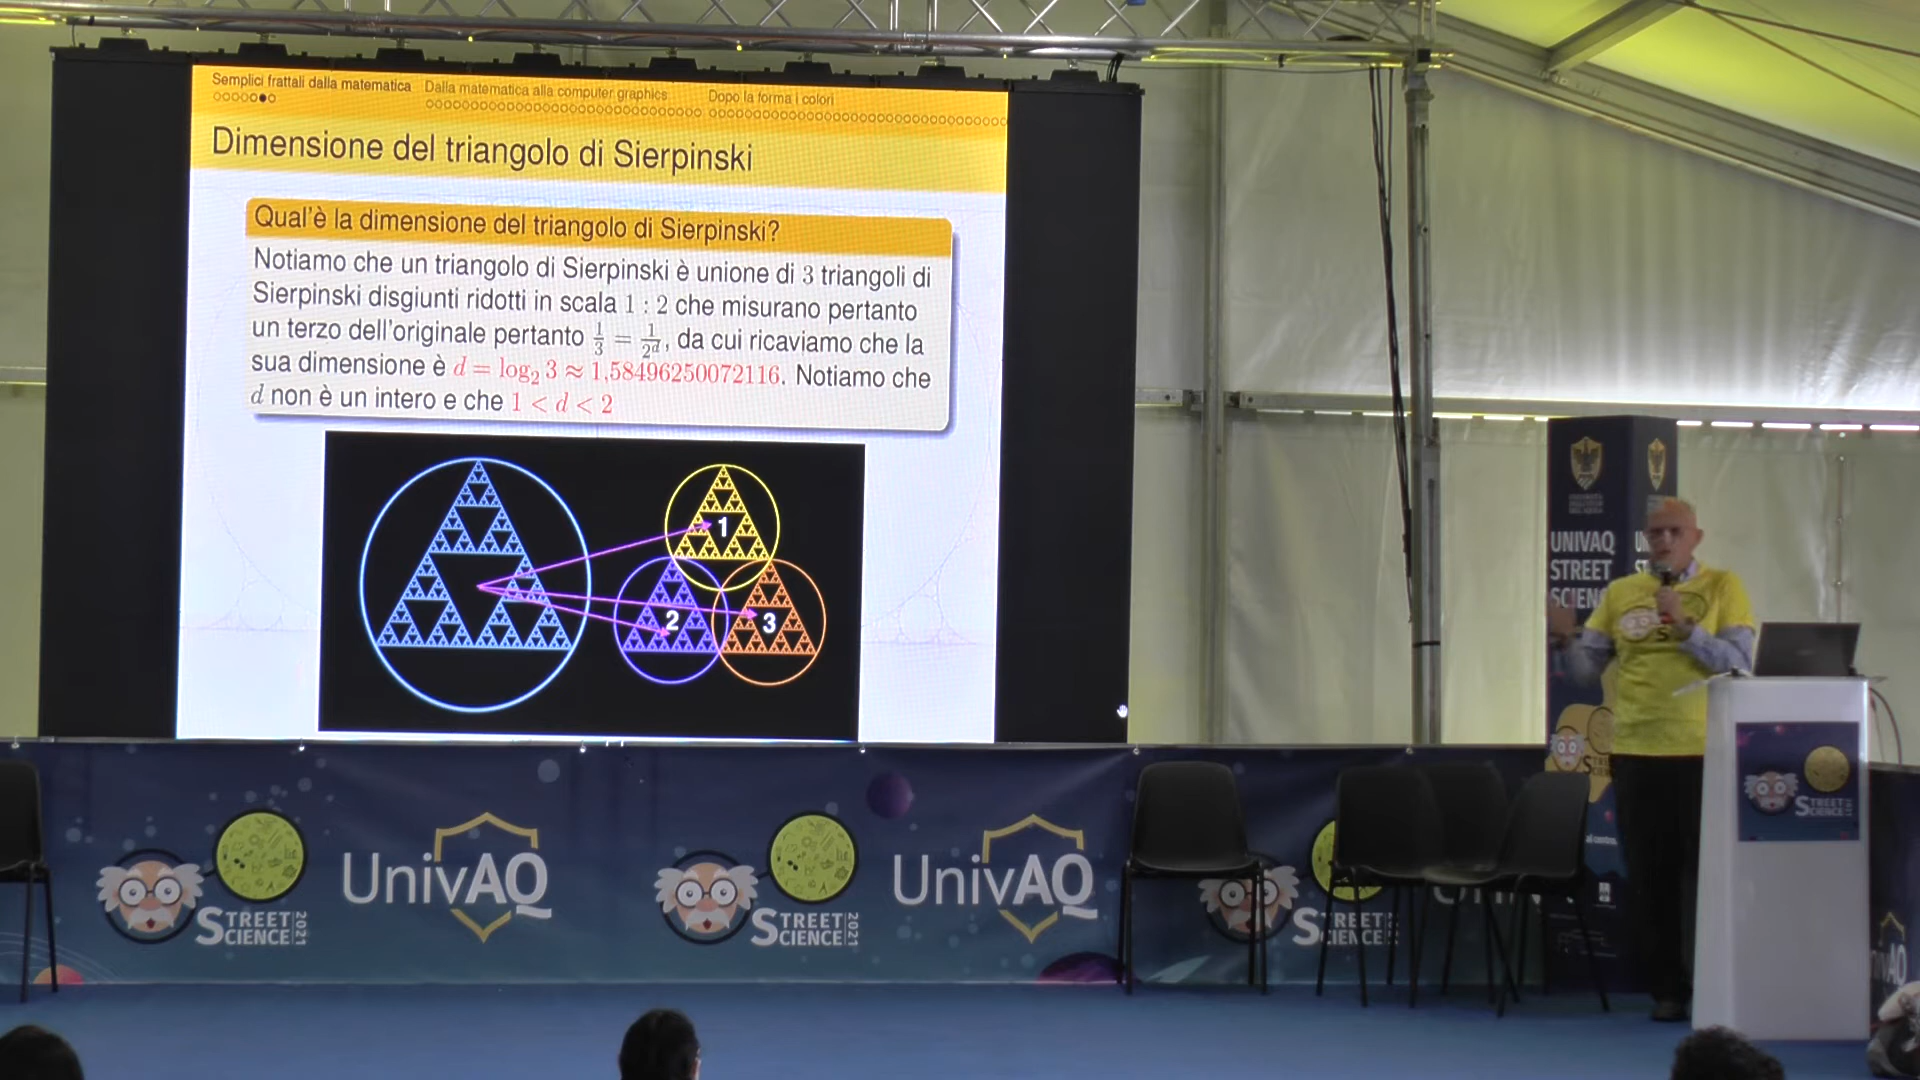 Semplici frattali dalla matematica
Dalla matematica alla computer graphics
Dopo la forma i colori
Dimensione del triangolo di Sierpinski
Qual'è la dimensione del triangolo di Sierpinski?
Notiamo che un triangolo di Sierpinski è unione di 3 triangoli di
Sierpinski disgiunti ridotti in scala 1 : 2 che misurano pertanto
un terzo dell'originale pertanto 1/3 = 1/2^d, da cui ricaviamo che la
sua dimensione è d = log₂ 3 ≈ 1,58496250072116. Notiamo che
d non è un intero e che 1 < d < 2
1
2
3
UNIVAQ
STREET
SCIENC
STREET
SCIENCE
2021
UnivAQ
STREET
SCIENCE
2021
UnivAQ
STREET
SCIENCE
STREET
SCIENCE